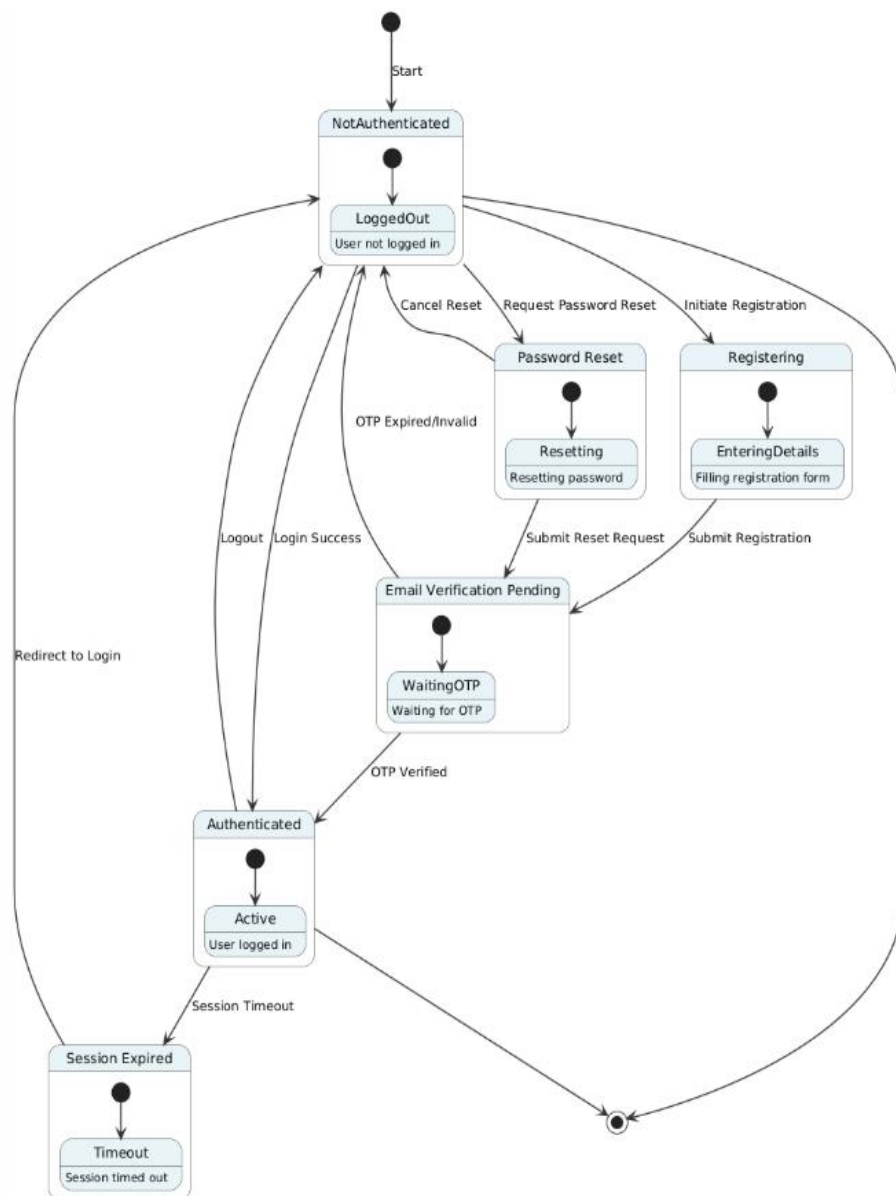 Start
NotAuthenticated
LoggedOut
User not logged in
Cancel Reset
Request Password Reset
Initiate Registration
Password Reset
Registering
OTP Expired/Invalid
Resetting
Resetting password
EnteringDetails
Filling registration form
Logout
Login Success
Submit Reset Request
Submit Registration
Email Verification Pending
Redirect to Login
WaitingOTP
Waiting for OTP
OTP Verified
Authenticated
Active
User logged in
Session Timeout
Session Expired
Timeout
Session timed out